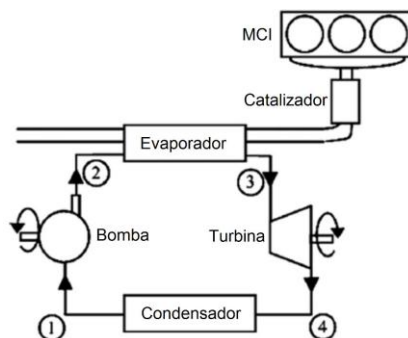 MCI
Catalizador
Evaporador
2
3
Bomba
Turbina
Condensador
1
4